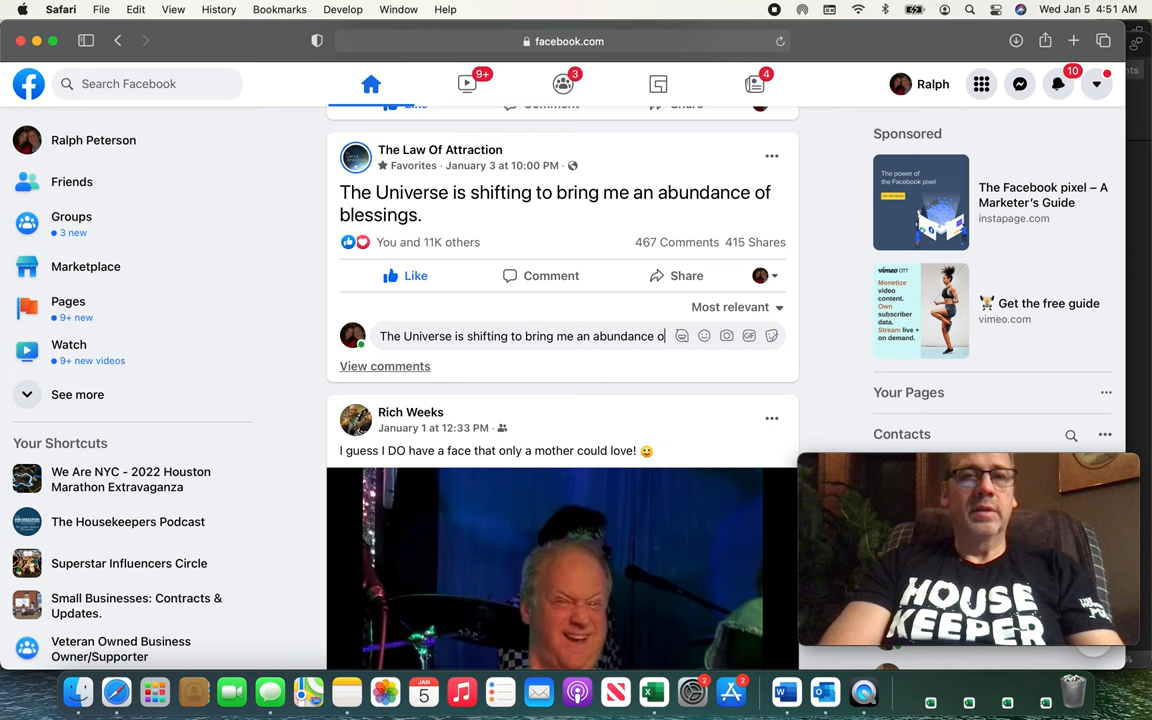 Safari File Edit View History Bookmarks Develop Window Help Wed Jan 5 4:51 AM
facebook.com
Search Facebook 9+ 3 4 Ralph 10
Like Comment Share
Ralph Peterson
Friends
Groups
3 new
Marketplace
Pages
9+ new
Watch
9+ new videos
See more
Your Shortcuts
We Are NYC - 2022 Houston
Marathon Extravaganza
The Housekeepers Podcast
Superstar Influencers Circle
Small Businesses: Contracts &
Updates.
Veteran Owned Business
Owner/Supporter
The Law Of Attraction
Favorites · January 3 at 10:00 PM ·
The Universe is shifting to bring me an abundance of
blessings.
You and 11K others 467 Comments 415 Shares
Like Comment Share
Most relevant
The Universe is shifting to bring me an abundance o
GIF
View comments
Rich Weeks
January 1 at 12:33 PM ·
I guess I DO have a face that only a mother could love! 😀
Sponsored
The power of
the Facebook pixel
The Facebook pixel – A
Marketer's Guide
instapage.com
vimeo OTT
Monetize
video
content.
Own
subscriber
data.
Stream live +
on demand.
🏋️ Get the free guide
vimeo.com
Your Pages
Contacts
HOUSE
KEEPER
JAN
5
2
2